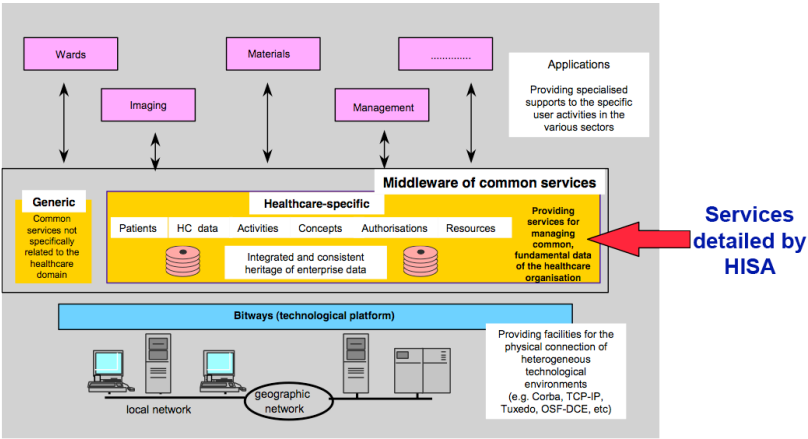 Wards
Materials
..............
Imaging
Management
Applications
Providing specialised
supports to the specific
user activities in the
various sectors
Middleware of common services
Generic
Common
services not
specifically
related to the
healthcare
domain
Healthcare-specific
Patients HC data Activities Concepts Authorisations Resources
Integrated and consistent
heritage of enterprise data
Providing
services for
managing
common,
fundamental data
of the healthcare
organisation
Services
detailed by
HISA
Bitways (technological platform)
local network
geographic
network
Providing facilities for the
physical connection of
heterogeneous
technological
environments
(e.g. Corba, TCP-IP,
Tuxedo, OSF-DCE, etc)